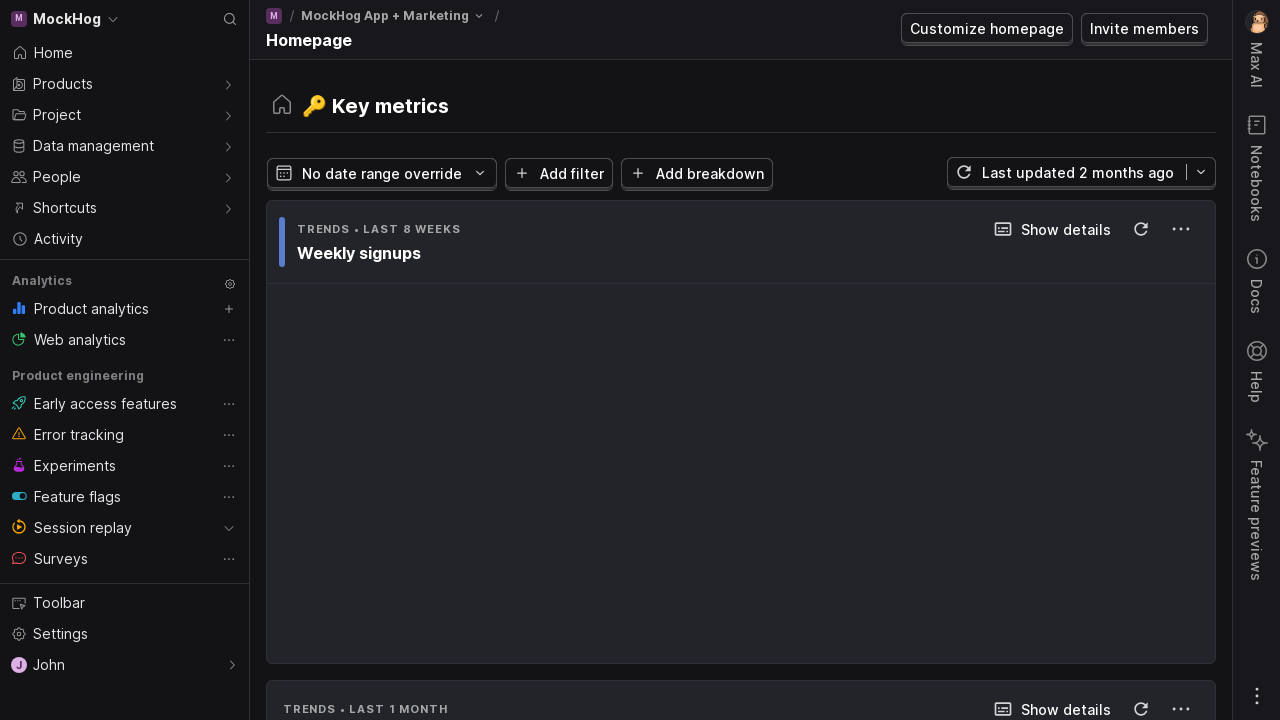 M MockHog
Home
Products
Project
Data management
People
Shortcuts
Activity
Analytics
Product analytics
Web analytics
Product engineering
Early access features
Error tracking
Experiments
Feature flags
Session replay
Surveys
Toolbar
Settings
J John
M / MockHog App + Marketing /
Homepage
Customize homepage
Invite members
🔑 Key metrics
No date range override
Add filter
Add breakdown
Last updated 2 months ago
TRENDS • LAST 8 WEEKS
Show details
Weekly signups
TRENDS • LAST 1 MONTH
Show details
Max AI
Notebooks
Docs
Help
Feature previews